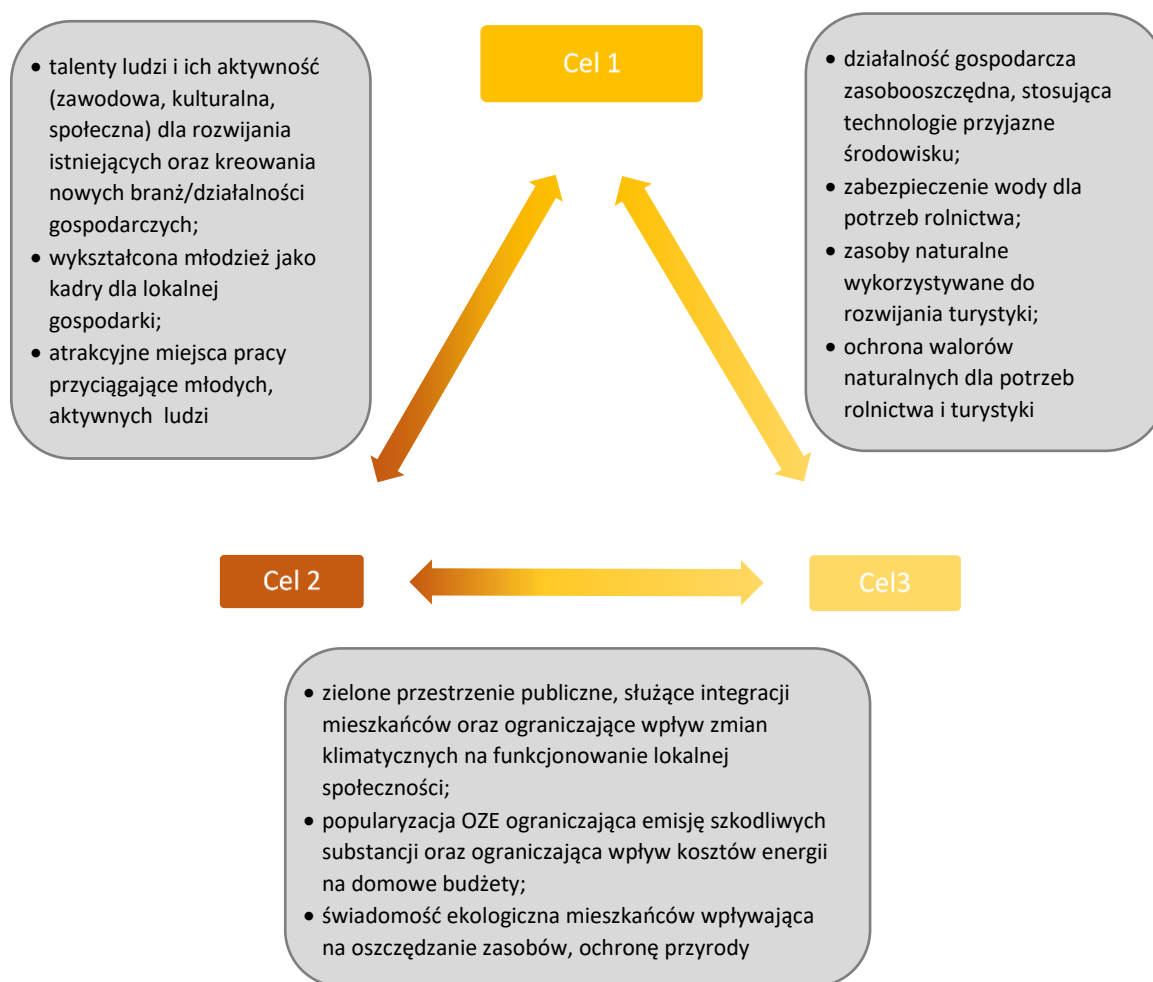 • talenty ludzi i ich aktywność
(zawodowa, kulturalna,
społeczna) dla rozwijania
istniejących oraz kreowania
nowych branż/działalności
gospodarczych;
• wykształcona młodzież jako
kadry dla lokalnej
gospodarki;
• atrakcyjne miejsca pracy
przyciągające młodych,
aktywnych ludzi
Cel 1
• działalność gospodarcza
zasobooszczędna, stosująca
technologie przyjazne
środowisku;
• zabezpieczenie wody dla
potrzeb rolnictwa;
• zasoby naturalne
wykorzystywane do
rozwijania turystyki;
• ochrona walorów
naturalnych dla potrzeb
rolnictwa i turystyki
Cel 2
Cel3
• zielone przestrzenie publiczne, służące integracji
mieszkańców oraz ograniczające wpływ zmian
klimatycznych na funkcjonowanie lokalnej
społeczności;
• popularyzacja OZE ograniczająca emisję szkodliwych
substancji oraz ograniczająca wpływ kosztów energii
na domowe budżety;
• świadomość ekologiczna mieszkańców wpływająca
na oszczędzanie zasobów, ochronę przyrody